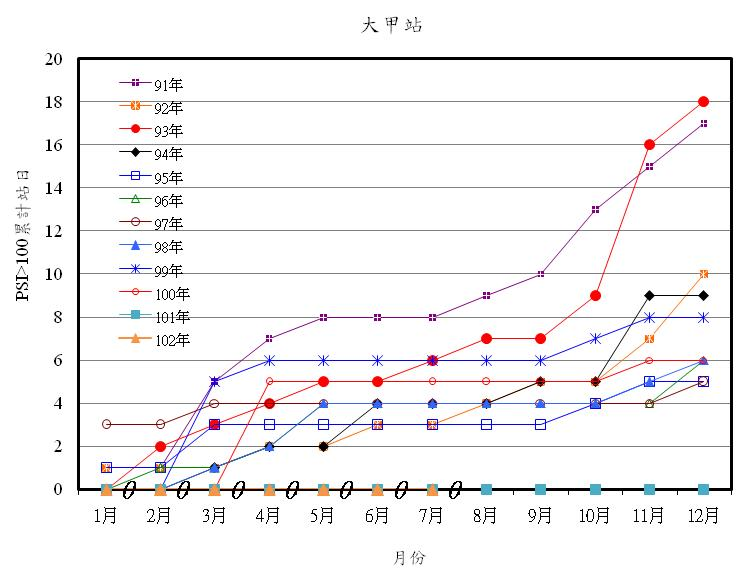 大甲站
20
18
16
14
12
10
8
6
4
2
0
PSI>100累計站日
91年
92年
93年
94年
95年
96年
97年
98年
99年
100年
101年
102年
0 0 0 0 0 0 0
1月 2月 3月 4月 5月 6月 7月 8月 9月 10月 11月 12月
月份